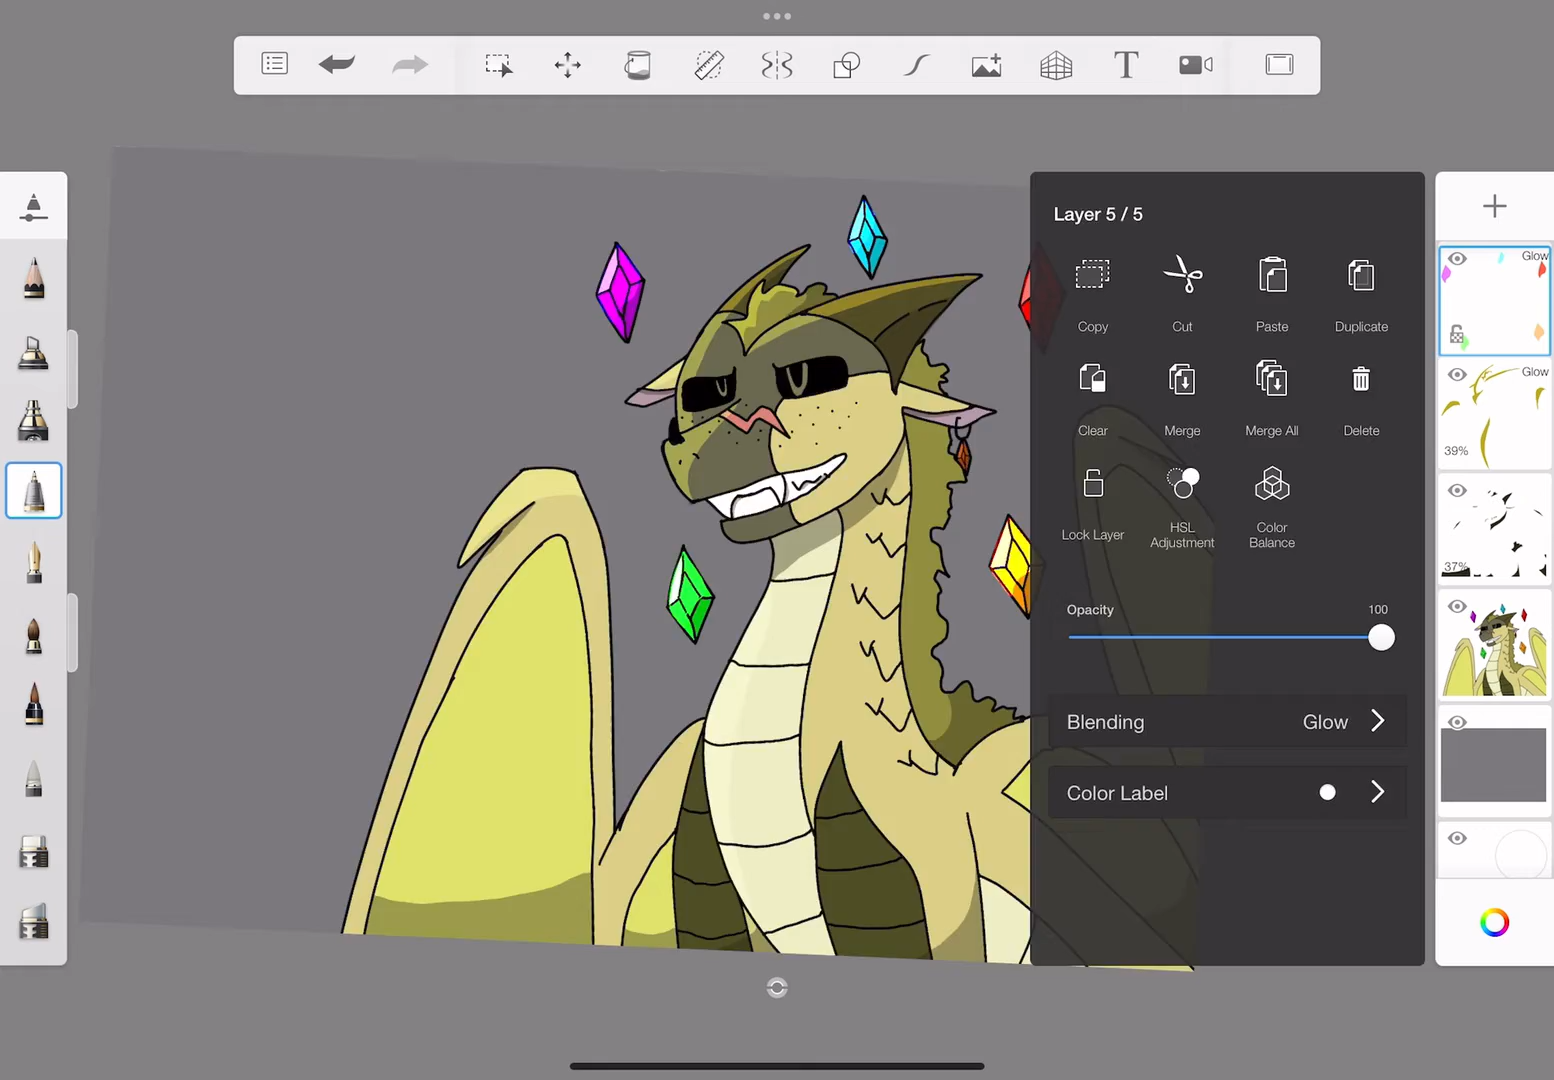 T
Layer 5 / 5
Copy
Cut
Paste
Duplicate
Clear
Merge
Merge All
Delete
Lock Layer
HSL
Adjustment
Color
Balance
Opacity
100
Blending
Glow
Color Label
Glow
Glow
39%
37%